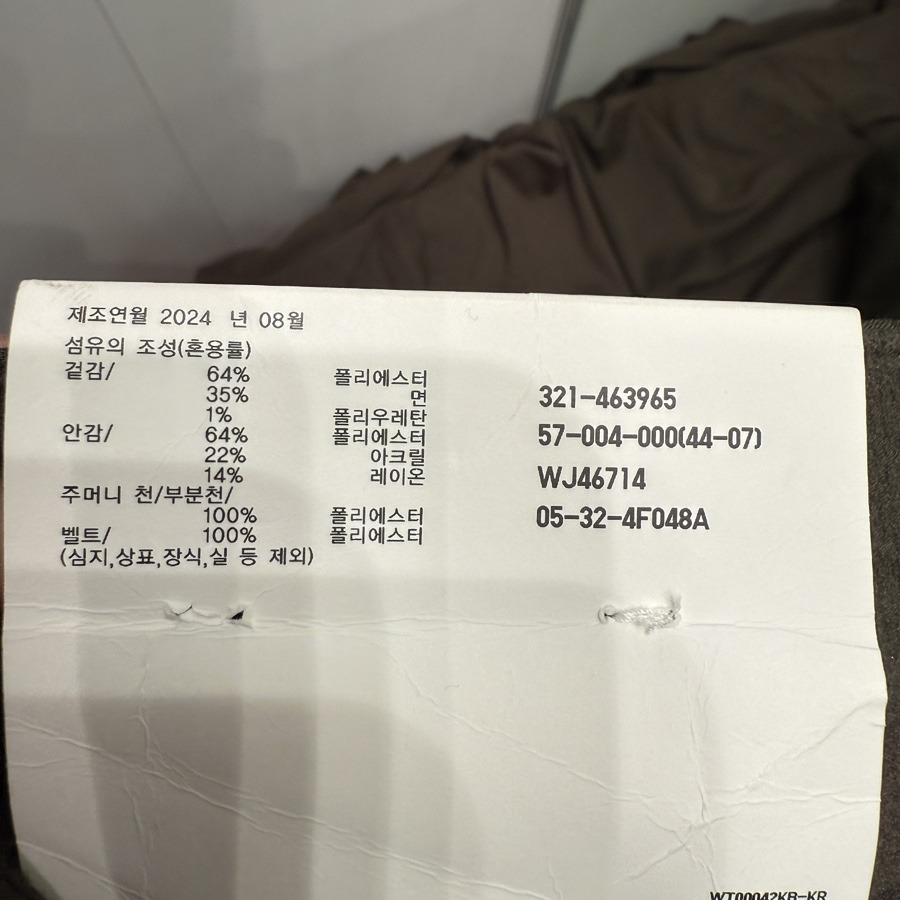 제조연월 2024 년 08월
섬유의 조성(혼용률)
겉감/ 64% 폴리에스터
35% 면
1% 폴리우레탄
안감/ 64% 폴리에스터
22% 아크릴
14% 레이온
주머니 천/부분천/
100% 폴리에스터
벨트/ 100% 폴리에스터
(심지,상표,장식,실 등 제외)
321-463965
57-004-000(44-07)
WJ46714
05-32-4F048A
WT00042KR-KR